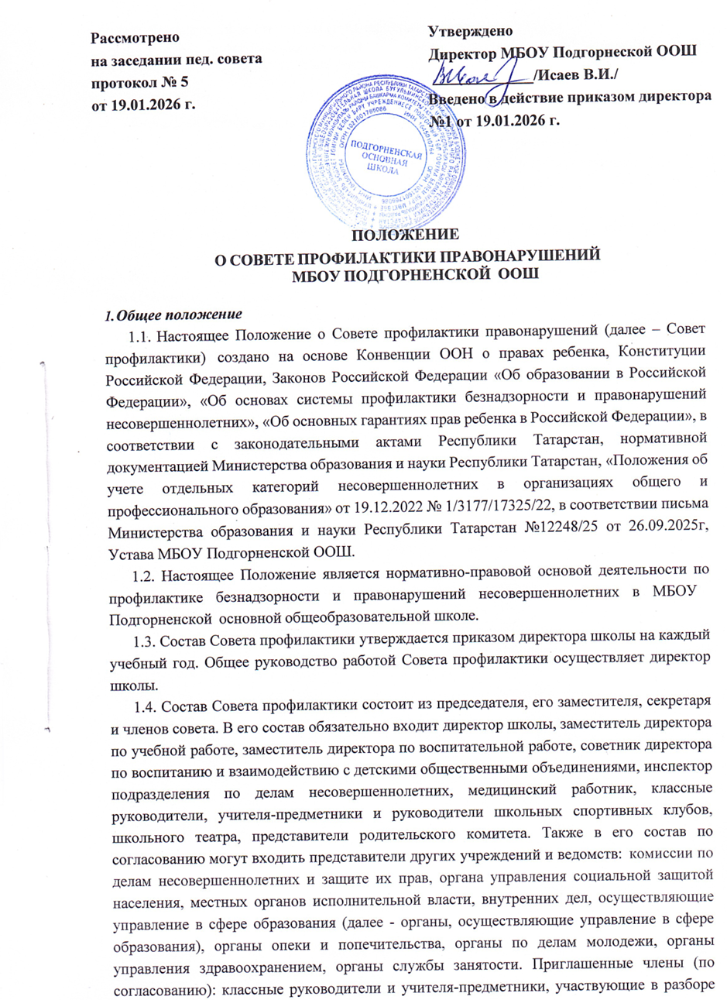 Рассмотрено
на заседании пед. совета
протокол № 5
от 19.01.2026 г.
Утверждено
Директор МБОУ Подгорнеской ООШ
/Исаев В.И./
Введено в действие приказом директора
№1 от 19.01.2026 г.
ПОДГОРНЕНСКАЯ
ОСНОВНАЯ
ШКОЛА
ПОЛОЖЕНИЕ
О СОВЕТЕ ПРОФИЛАКТИКИ ПРАВОНАРУШЕНИЙ
МБОУ ПОДГОРНЕНСКОЙ ООШ
1. Общее положение
1.1. Настоящее Положение о Совете профилактики правонарушений (далее – Совет
профилактики) создано на основе Конвенции ООН о правах ребенка, Конституции
Российской Федерации, Законов Российской Федерации «Об образовании в Российской
Федерации», «Об основах системы профилактики безнадзорности и правонарушений
несовершеннолетних», «Об основных гарантиях прав ребенка в Российской Федерации», в
соответствии с законодательными актами Республики Татарстан, нормативной
документацией Министерства образования и науки Республики Татарстан, «Положения об
учете отдельных категорий несовершеннолетних в организациях общего и
профессионального образования» от 19.12.2022 № 1/3177/17325/22, в соответствии письма
Министерства образования и науки Республики Татарстан №12248/25 от 26.09.2025г,
Устава МБОУ Подгорненской ООШ.
1.2. Настоящее Положение является нормативно-правовой основой деятельности по
профилактике безнадзорности и правонарушений несовершеннолетних в МБОУ
Подгорненской основной общеобразовательной школе.
1.3. Состав Совета профилактики утверждается приказом директора школы на каждый
учебный год. Общее руководство работой Совета профилактики осуществляет директор
школы.
1.4. Состав Совета профилактики состоит из председателя, его заместителя, секретаря
и членов совета. В его состав обязательно входит директор школы, заместитель директора
по учебной работе, заместитель директора по воспитательной работе, советник директора
по воспитанию и взаимодействию с детскими общественными объединениями, инспектор
подразделения по делам несовершеннолетних, медицинский работник, классные
руководители, учителя-предметники и руководители школьных спортивных клубов,
школьного театра, представители родительского комитета. Также в его состав по
согласованию могут входить представители других учреждений и ведомств: комиссии по
делам несовершеннолетних и защите их прав, органа управления социальной защитой
населения, местных органов исполнительной власти, внутренних дел, осуществляющие
управление в сфере образования (далее - органы, осуществляющие управление в сфере
образования), органы опеки и попечительства, органы по делам молодежи, органы
управления здравоохранением, органы службы занятости. Приглашенные члены (по
согласованию): классные руководители и учителя-предметники, участвующие в разборе